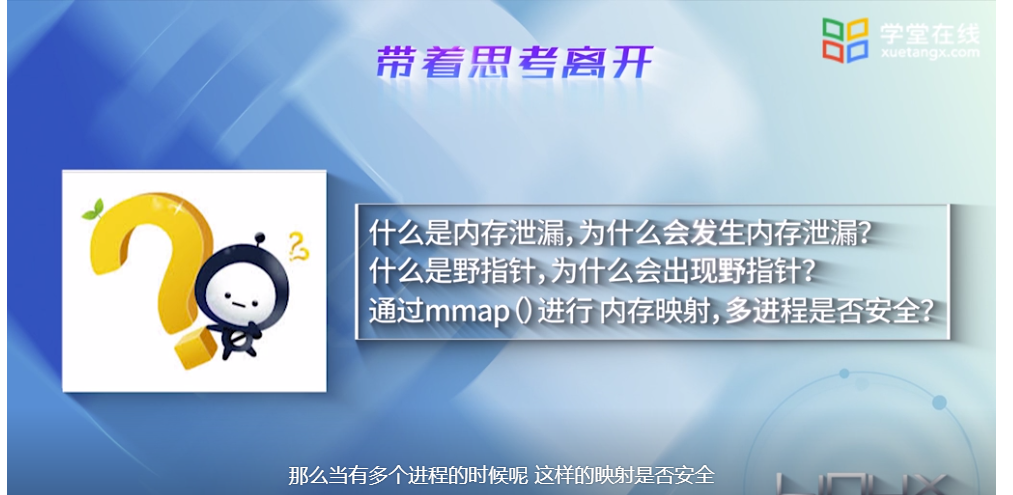 带着思考离开
学堂在线
xuetangx.com
什么是内存泄漏，为什么会发生内存泄漏？
什么是野指针，为什么会出现野指针？
通过mmap（）进行 内存映射，多进程是否安全？
那么当有多个进程的时候呢 这样的映射是否安全